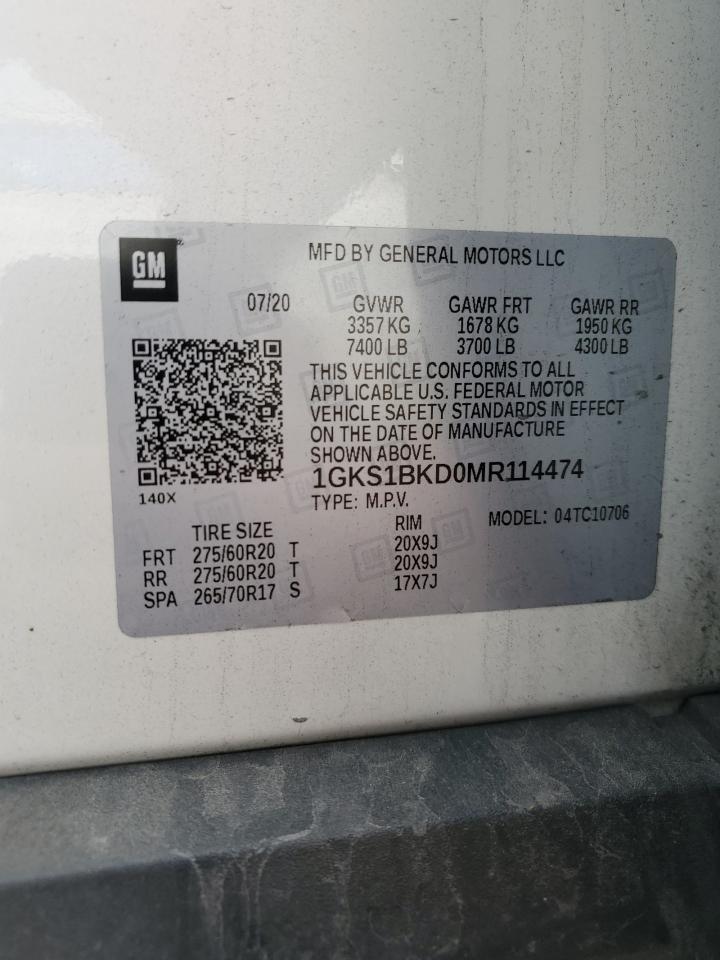 GM
MFD BY GENERAL MOTORS LLC
07/20 GVWR GAWR FRT GAWR RR
3357 KG 1678 KG 1950 KG
7400 LB 3700 LB 4300 LB
THIS VEHICLE CONFORMS TO ALL
APPLICABLE U.S. FEDERAL MOTOR
VEHICLE SAFETY STANDARDS IN EFFECT
ON THE DATE OF MANUFACTURE
SHOWN ABOVE.
1GKS1BKD0MR114474
140X
TYPE: M.P.V.
MODEL: 04TC10706
TIRE SIZE RIM
FRT 275/60R20 T 20X9J
RR 275/60R20 T 20X9J
SPA 265/70R17 S 17X7J